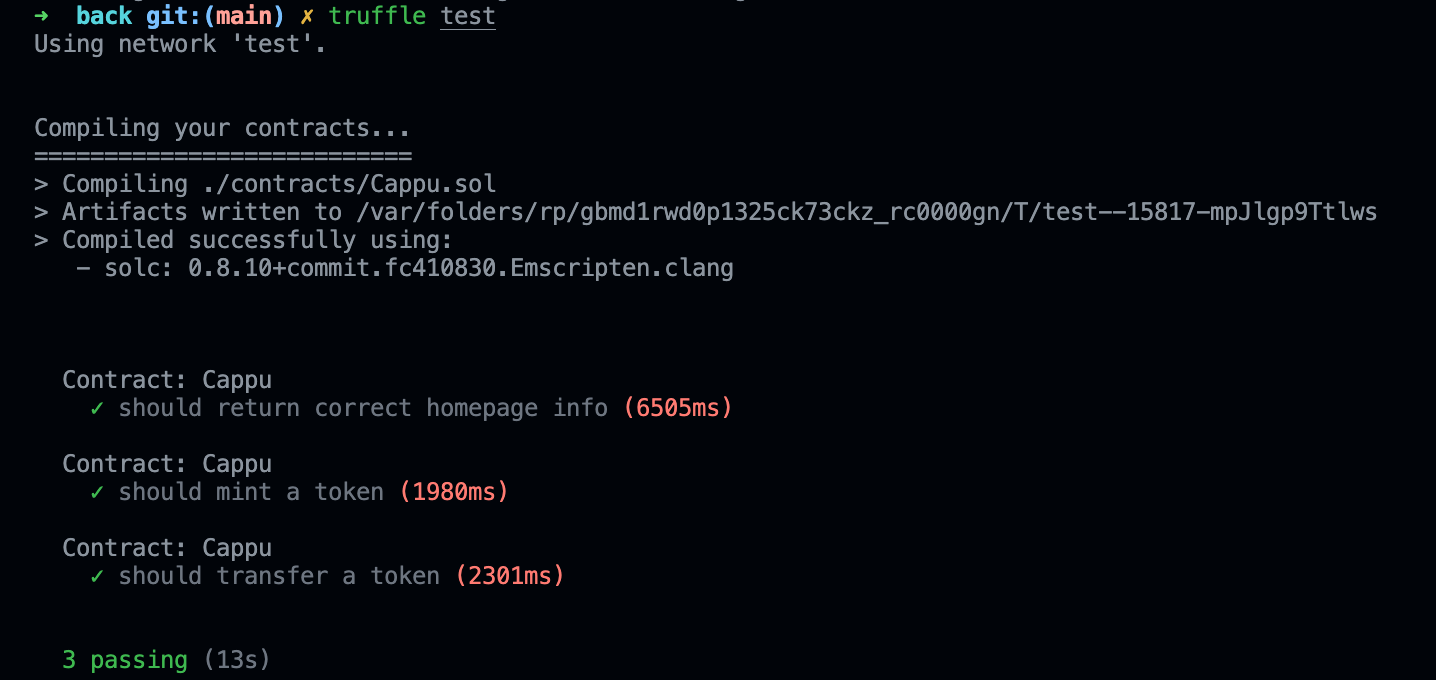 ➜  back git:(main) ✗ truffle test
Using network 'test'.
Compiling your contracts...
===========================
> Compiling ./contracts/Cappu.sol
> Artifacts written to /var/folders/rp/gbmd1rwd0p1325ck73ckz_rc0000gn/T/test--15817-mpJlgp9Ttlws
> Compiled successfully using:
   - solc: 0.8.10+commit.fc410830.Emscripten.clang
  Contract: Cappu
    ✓ should return correct homepage info (6505ms)
  Contract: Cappu
    ✓ should mint a token (1980ms)
  Contract: Cappu
    ✓ should transfer a token (2301ms)
  3 passing (13s)